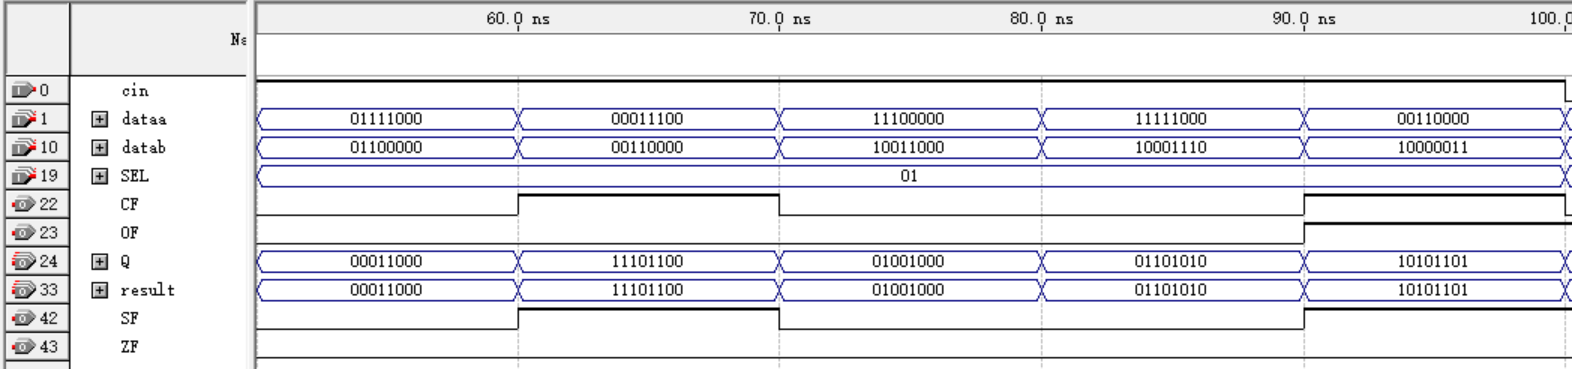 60.0 ns 70.0 ns 80.0 ns 90.0 ns 100.0
Na
0 cin
1 dataa 01111000 00011100 11100000 11111000 00110000
10 datab 01100000 00110000 10011000 10001110 10000011
19 SEL 01
22 CF
23 OF
24 Q 00011000 11101100 01001000 01101010 10101101
33 result 00011000 11101100 01001000 01101010 10101101
42 SF
43 ZF